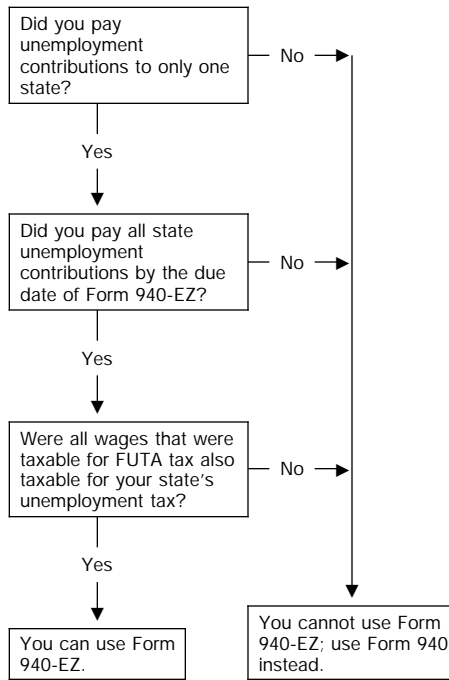 Did you pay
unemployment
contributions to only one
state?
No
Yes
Did you pay all state
unemployment
contributions by the due
date of Form 940-EZ?
No
Yes
Were all wages that were
taxable for FUTA tax also
taxable for your state's
unemployment tax?
No
Yes
You can use Form
940-EZ.
You cannot use Form
940-EZ; use Form 940
instead.